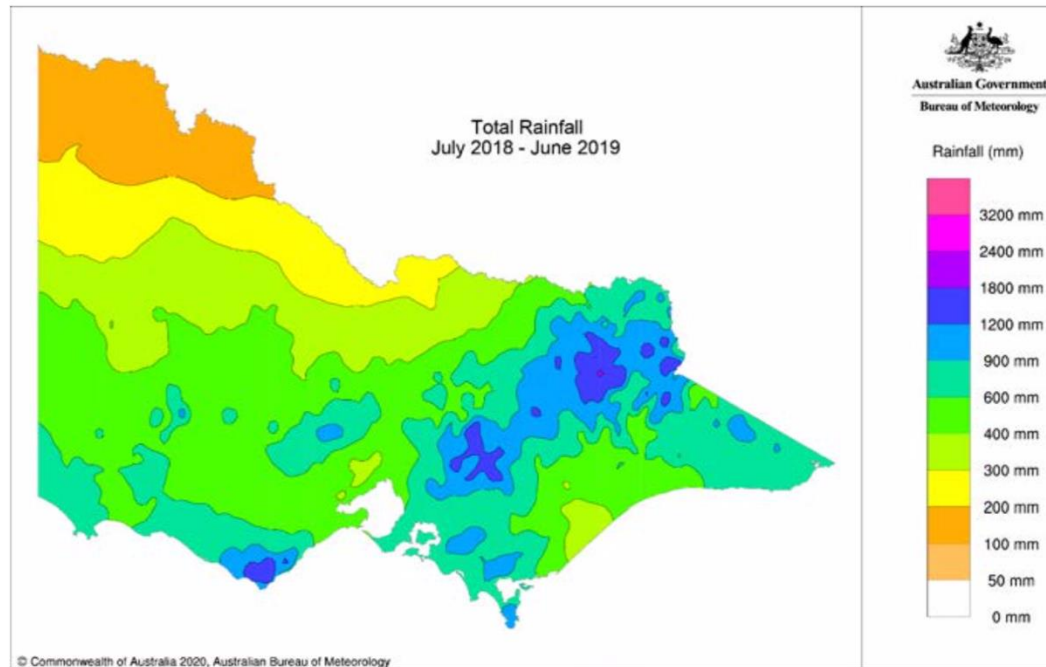 Total Rainfall
July 2018 - June 2019
Australian Government
Bureau of Meteorology
Rainfall (mm)
3200 mm
2400 mm
1800 mm
1200 mm
900 mm
600 mm
400 mm
300 mm
200 mm
100 mm
50 mm
0 mm
© Commonwealth of Australia 2020, Australian Bureau of Meteorology